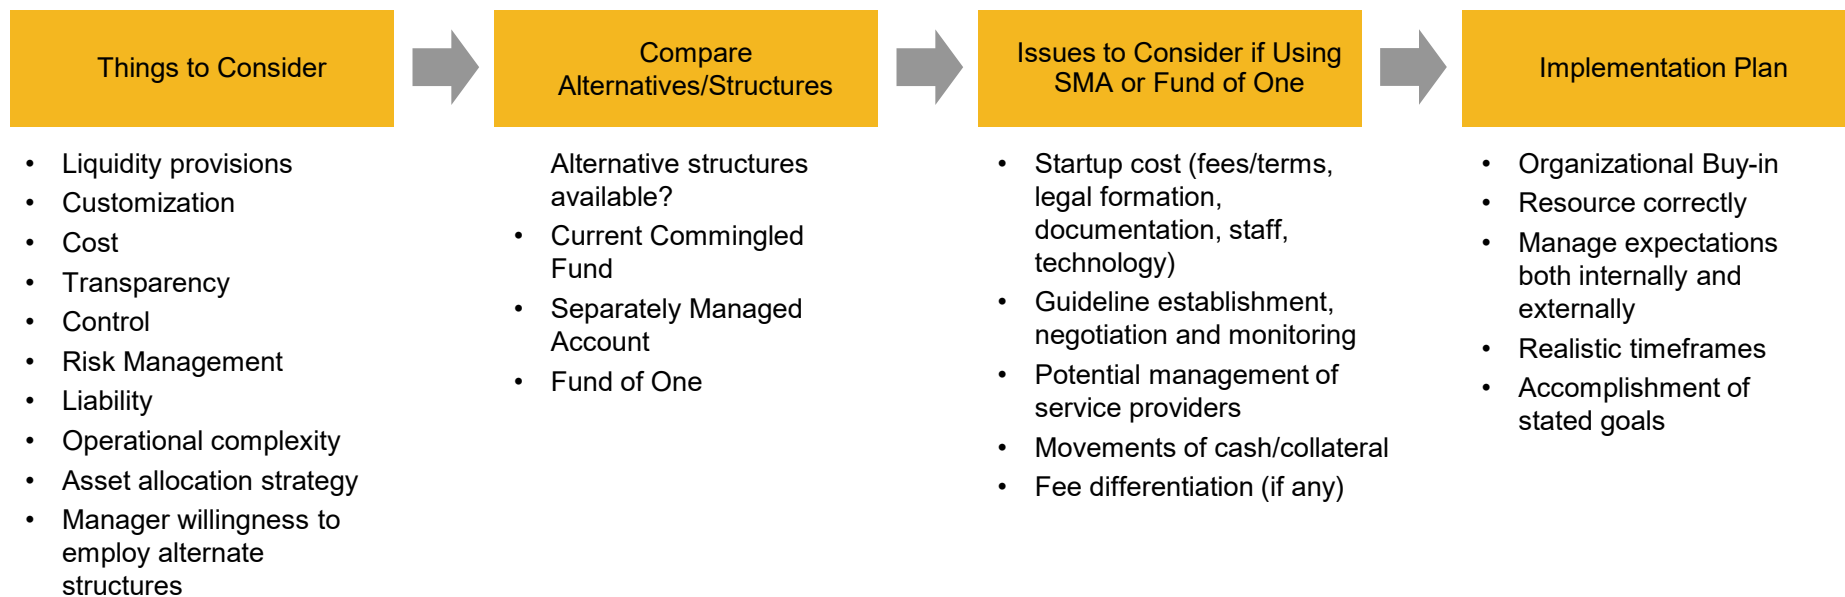 Things to Consider
• Liquidity provisions
• Customization
• Cost
• Transparency
• Control
• Risk Management
• Liability
• Operational complexity
• Asset allocation strategy
• Manager willingness to
employ alternate
structures
Compare
Alternatives/Structures
Alternative structures
available?
• Current Commingled
Fund
• Separately Managed
Account
• Fund of One
Issues to Consider if Using
SMA or Fund of One
• Startup cost (fees/terms,
legal formation,
documentation, staff,
technology)
• Guideline establishment,
negotiation and monitoring
• Potential management of
service providers
• Movements of cash/collateral
• Fee differentiation (if any)
Implementation Plan
• Organizational Buy-in
• Resource correctly
• Manage expectations
both internally and
externally
• Realistic timeframes
• Accomplishment of
stated goals